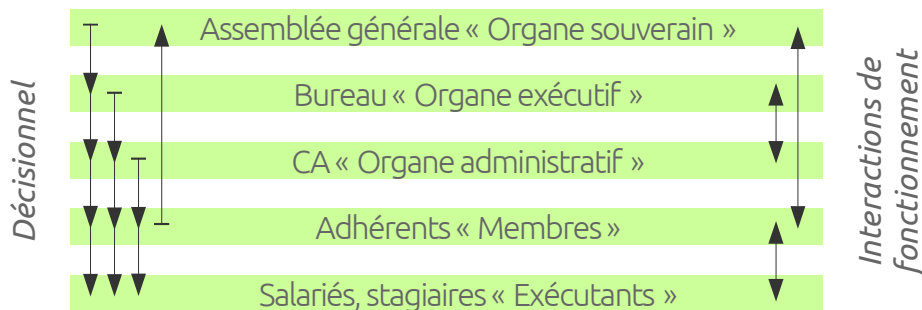 Assemblée générale « Organe souverain »
Bureau « Organe exécutif »
CA « Organe administratif »
Adhérents « Membres »
Salariés, stagiaires « Exécutants »
Décisionnel
Interactions de
fonctionnement